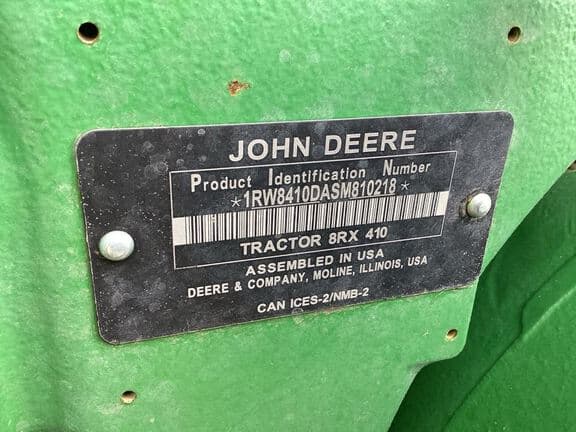 JOHN DEERE
Product Identification Number
*1RW8410DASM810218*
TRACTOR 8RX 410
ASSEMBLED IN USA
DEERE & COMPANY, MOLINE, ILLINOIS, USA
CAN ICES-2/NMB-2